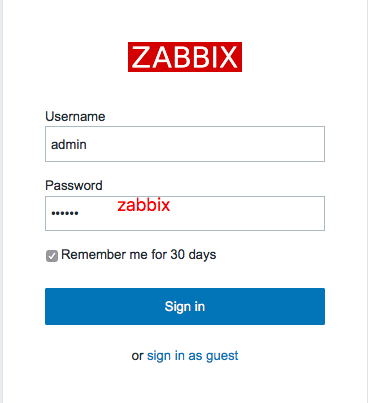 ZABBIX
Username
admin
Password
•••••• zabbix
Remember me for 30 days
Sign in
or sign in as guest